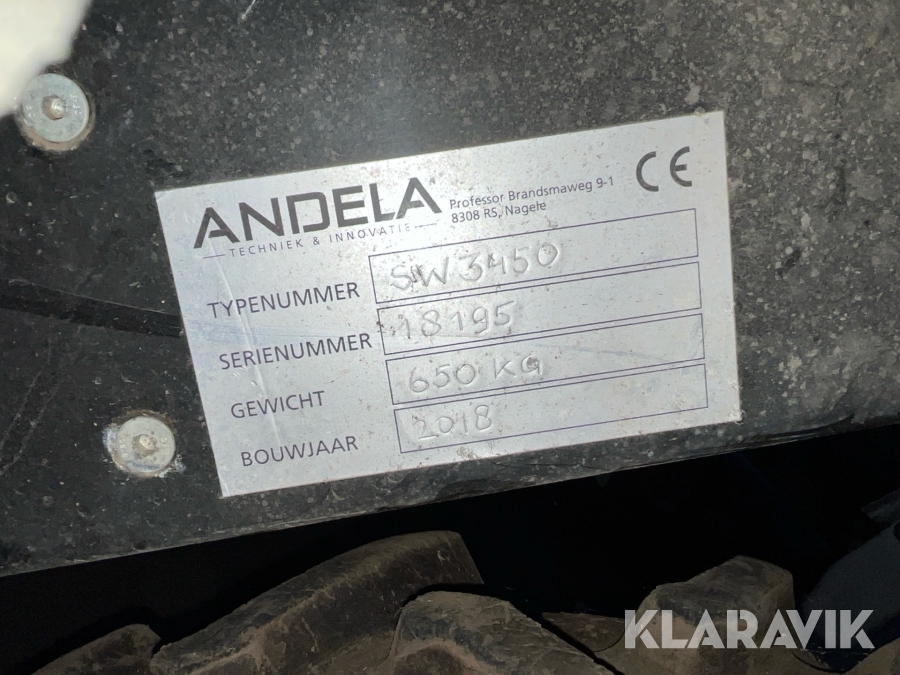 ANDELA
TECHNIEK & INNOVATIE
Professor Brandsmaweg 9-1
8308 RS, Nagele
CE
TYPENUMMER SW3450
SERIENUMMER 18195
GEWICHT 650 KG
BOUWJAAR 2018
KLARAVIK